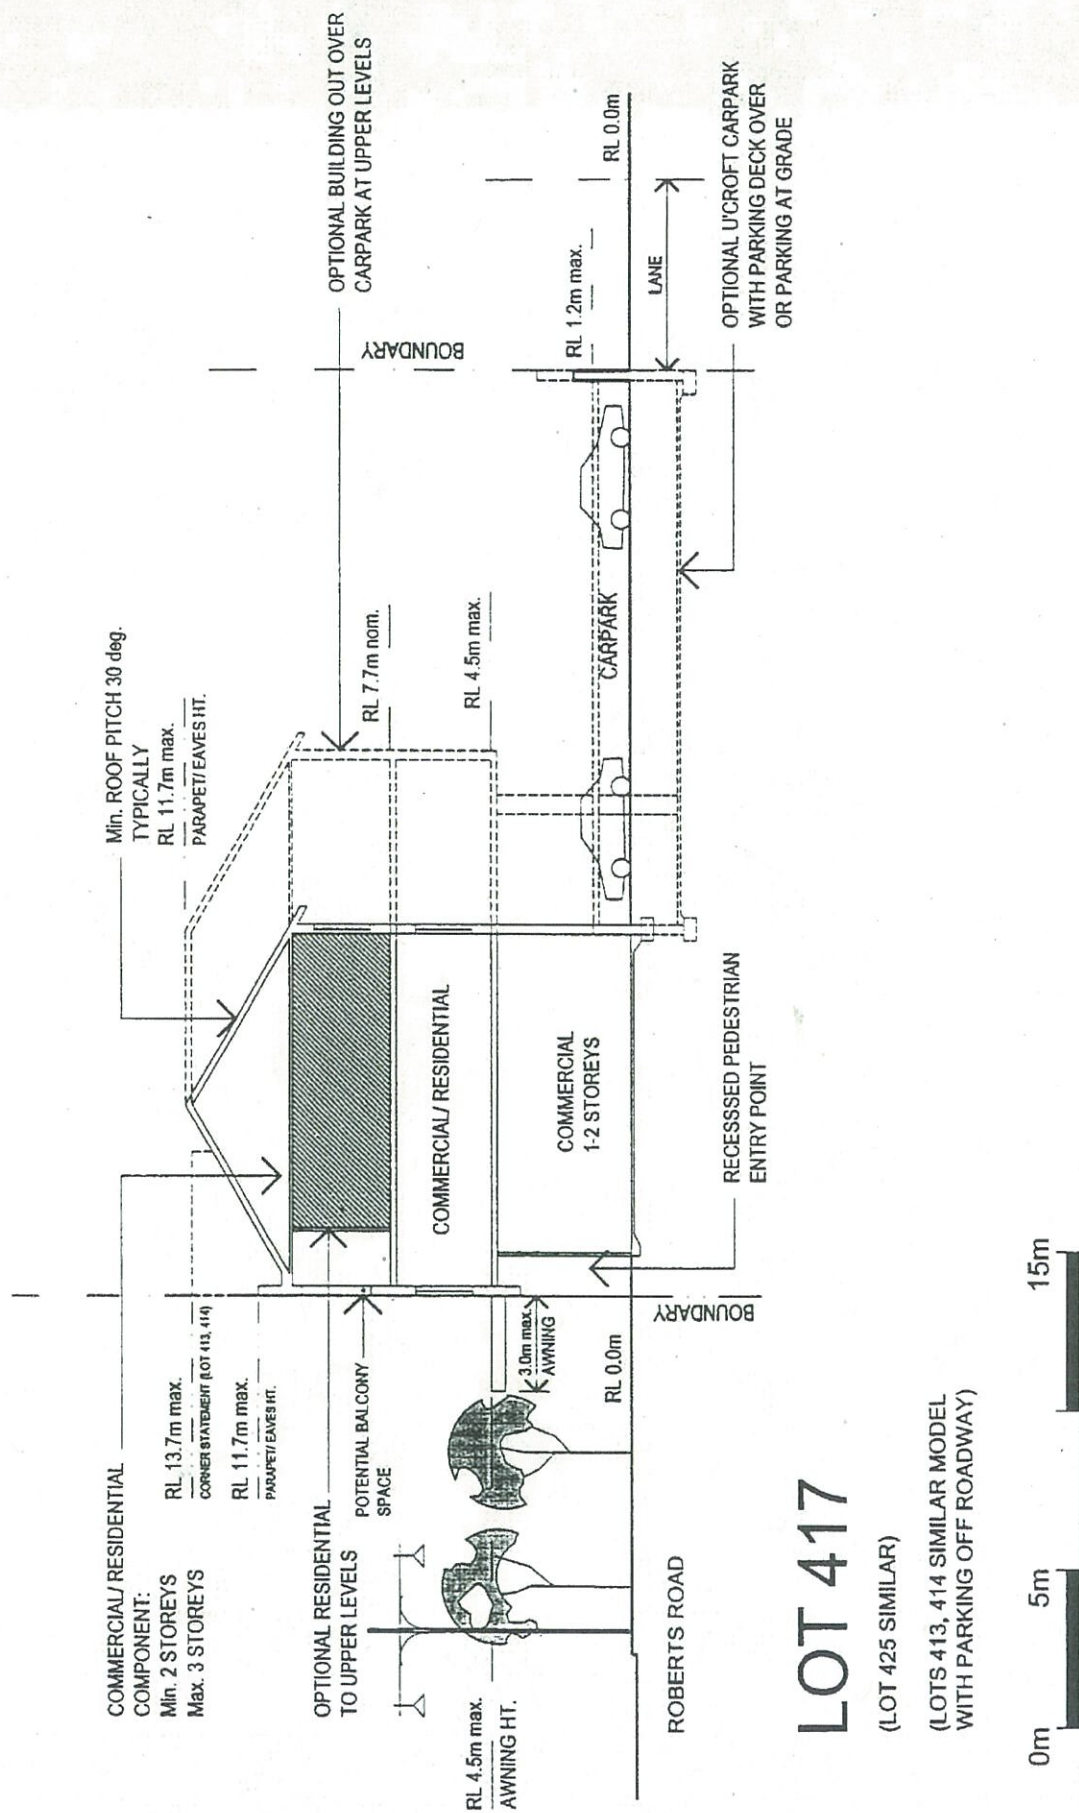 COMMERCIAL/ RESIDENTIAL
COMPONENT:
Min. 2 STOREYS
Max. 3 STOREYS
RL 13.7m max.
CORNER STATEMENT (LOT 413, 414)
RL 11.7m max.
PARAPET/ EAVES HT.
OPTIONAL RESIDENTIAL
TO UPPER LEVELS
POTENTIAL BALCONY
SPACE
RL 4.5m max.
AWNING HT.
3.0m max.
AWNING
RL 0.0m
BOUNDARY
ROBERTS ROAD
Min. ROOF PITCH 30 deg.
TYPICALLY
RL 11.7m max.
PARAPET/ EAVES HT.
COMMERCIAL/ RESIDENTIAL
COMMERCIAL
1-2 STOREYS
RECESSSED PEDESTRIAN
ENTRY POINT
RL 7.7m nom.
RL 4.5m max.
CARPARK
OPTIONAL BUILDING OUT OVER
CARPARK AT UPPER LEVELS
BOUNDARY
RL 1.2m max.
RL 0.0m
LANE
OPTIONAL U'CROFT CARPARK
WITH PARKING DECK OVER
OR PARKING AT GRADE
LOT 417
(LOT 425 SIMILAR)
(LOTS 413, 414 SIMILAR MODEL
WITH PARKING OFF ROADWAY)
0m 5m 15m